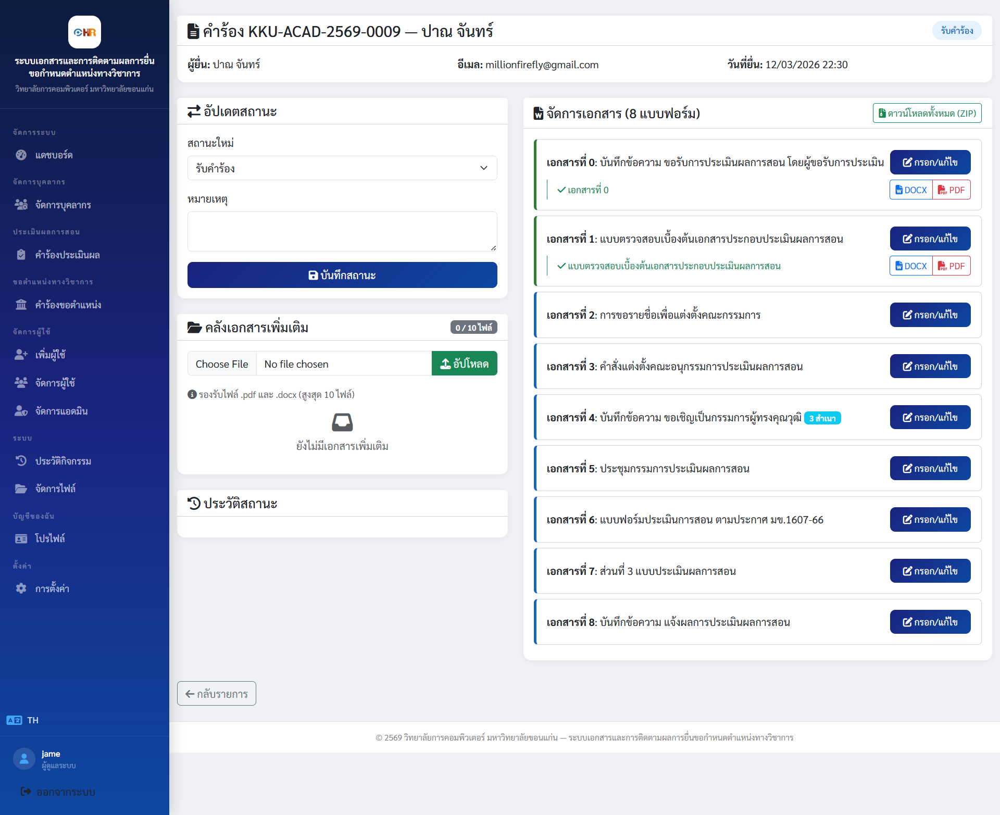 HR
ระบบเอกสารและการติดตามผลการยื่น
ขอกำหนดตำแหน่งทางวิชาการ
วิทยาลัยการคอมพิวเตอร์ มหาวิทยาลัยขอนแก่น
จัดการระบบ
แดชบอร์ด
จัดการบุคลากร
จัดการบุคลากร
ประเมินผลการสอน
คำร้องประเมินผล
ขอตำแหน่งทางวิชาการ
คำร้องขอตำแหน่ง
จัดการผู้ใช้
เพิ่มผู้ใช้
จัดการผู้ใช้
จัดการแอดมิน
ระบบ
ประวัติกิจกรรม
จัดการไฟล์
บัญชีของฉัน
โปรไฟล์
ตั้งค่า
การตั้งค่า
TH
jame
ผู้ดูแลระบบ
ออกจากระบบ
คำร้อง KKU-ACAD-2569-0009 — ปาณ จันทร์
รับคำร้อง
ผู้ยื่น: ปาณ จันทร์
อีเมล: millionfirefly@gmail.com
วันที่ยื่น: 12/03/2026 22:30
อัปเดตสถานะ
สถานะใหม่
รับคำร้อง
หมายเหตุ
บันทึกสถานะ
คลังเอกสารเพิ่มเติม
0 / 10 ไฟล์
Choose File No file chosen
อัปโหลด
รองรับไฟล์ .pdf และ .docx (สูงสุด 10 ไฟล์)
ยังไม่มีเอกสารเพิ่มเติม
ประวัติสถานะ
จัดการเอกสาร (8 แบบฟอร์ม)
ดาวน์โหลดทั้งหมด (ZIP)
เอกสารที่ 0: บันทึกข้อความ ขอรับการประเมินผลการสอน โดยผู้ขอรับการประเมิน
กรอก/แก้ไข
เอกสารที่ 0
DOCX
PDF
เอกสารที่ 1: แบบตรวจสอบเบื้องต้นเอกสารประกอบประเมินผลการสอน
กรอก/แก้ไข
แบบตรวจสอบเบื้องต้นเอกสารประกอบประเมินผลการสอน
DOCX
PDF
เอกสารที่ 2: การขอรายชื่อเพื่อแต่งตั้งคณะกรรมการ
กรอก/แก้ไข
เอกสารที่ 3: คำสั่งแต่งตั้งคณะอนุกรรมการประเมินผลการสอน
กรอก/แก้ไข
เอกสารที่ 4: บันทึกข้อความ ขอเชิญเป็นกรรมการผู้ทรงคุณวุฒิ 3 สำเนา
กรอก/แก้ไข
เอกสารที่ 5: ประชุมกรรมการประเมินผลการสอน
กรอก/แก้ไข
เอกสารที่ 6: แบบฟอร์มประเมินการสอน ตามประกาศ มข.1607-66
กรอก/แก้ไข
เอกสารที่ 7: ส่วนที่ 3 แบบประเมินผลการสอน
กรอก/แก้ไข
เอกสารที่ 8: บันทึกข้อความ แจ้งผลการประเมินผลการสอน
กรอก/แก้ไข
กลับรายการ
© 2569 วิทยาลัยการคอมพิวเตอร์ มหาวิทยาลัยขอนแก่น — ระบบเอกสารและการติดตามผลการยื่นขอกำหนดตำแหน่งทางวิชาการ